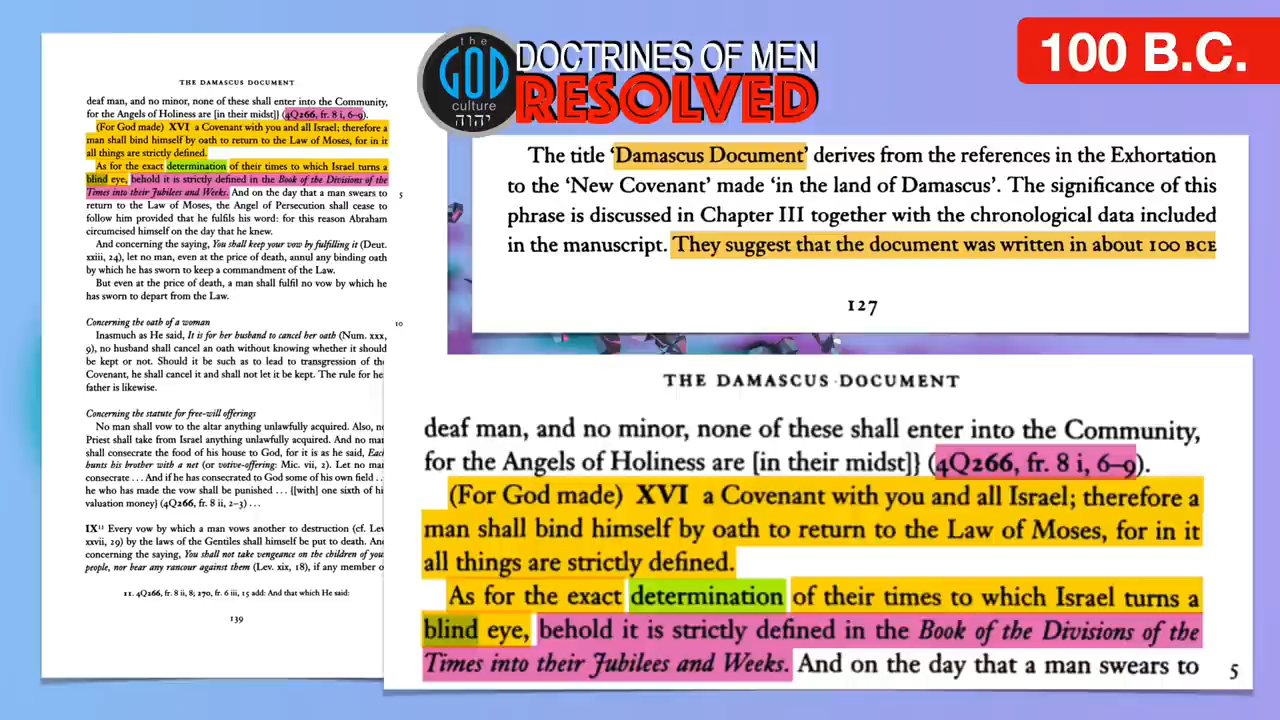 THE DAMASCUS DOCUMENT
deaf man, and no minor, none of these shall enter into the Community,
for the Angels of Holiness are [in their midst]} (4Q266, fr. 8 i, 6–9).
(For God made) XVI a Covenant with you and all Israel; therefore a
man shall bind himself by oath to return to the Law of Moses, for in it
all things are strictly defined.
As for the exact determination of their times to which Israel turns a
blind eye, behold it is strictly defined in the Book of the Divisions of the
Times into their Jubilees and Weeks. And on the day that a man swears to 5
return to the Law of Moses, the Angel of Persecution shall cease to
follow him provided that he fulfils his word: for this reason Abraham
circumcised himself on the day that he knew.
And concerning the saying, You shall keep your vow by fulfilling it (Deut.
xxiii, 24), let no man, even at the price of death, annul any binding oath
by which he has sworn to keep a commandment of the Law.
But even at the price of death, a man shall fulfil no vow by which he
has sworn to depart from the Law.
Concerning the oath of a woman 10
Inasmuch as He said, It is for her husband to cancel her oath (Num. xxx,
9), no husband shall cancel an oath without knowing whether it should
be kept or not. Should it be such as to lead to transgression of the
Covenant, he shall cancel it and shall not let it be kept. The rule for he
father is likewise.
Concerning the statute for free-will offerings
No man shall vow to the altar anything unlawfully acquired. Also, no
Priest shall take from Israel anything unlawfully acquired. And no man
shall consecrate the food of his house to God, for it is as he said, Each
hunts his brother with a net (or votive-offering: Mic. vii, 2). Let no man
consecrate . . . And if he has consecrated to God some of his own field . .
he who has made the vow shall be punished . . . {[with] one sixth of his
valuation money} (4Q266, fr. 8 ii, 2–3) . . .
IX¹¹ Every vow by which a man vows another to destruction (cf. Lev
xxvii, 29) by the laws of the Gentiles shall himself be put to death. And
concerning the saying, You shall not take vengeance on the children of you
people, nor bear any rancour against them (Lev. xix, 18), if any member o
11. 4Q266, fr. 8 ii, 8; 270, fr. 6 iii, 15 add: And that which He said:
139
the
GOD
culture
יהוה
DOCTRINES OF MEN
RESOLVED
100 B.C.
The title ‘Damascus Document’ derives from the references in the Exhortation
to the ‘New Covenant’ made ‘in the land of Damascus’. The significance of this
phrase is discussed in Chapter III together with the chronological data included
in the manuscript. They suggest that the document was written in about 100 BCE
127
THE DAMASCUS DOCUMENT
deaf man, and no minor, none of these shall enter into the Community,
for the Angels of Holiness are [in their midst]} (4Q266, fr. 8 i, 6–9).
(For God made) XVI a Covenant with you and all Israel; therefore a
man shall bind himself by oath to return to the Law of Moses, for in it
all things are strictly defined.
As for the exact determination of their times to which Israel turns a
blind eye, behold it is strictly defined in the Book of the Divisions of the
Times into their Jubilees and Weeks. And on the day that a man swears to 5